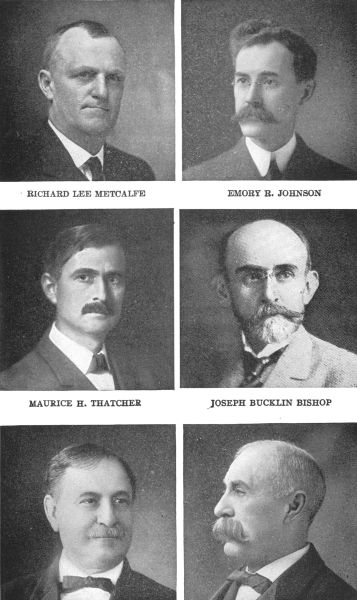 RICHARD LEE METCALFE
EMORY R. JOHNSON
MAURICE H. THATCHER
JOSEPH BUCKLIN BISHOP